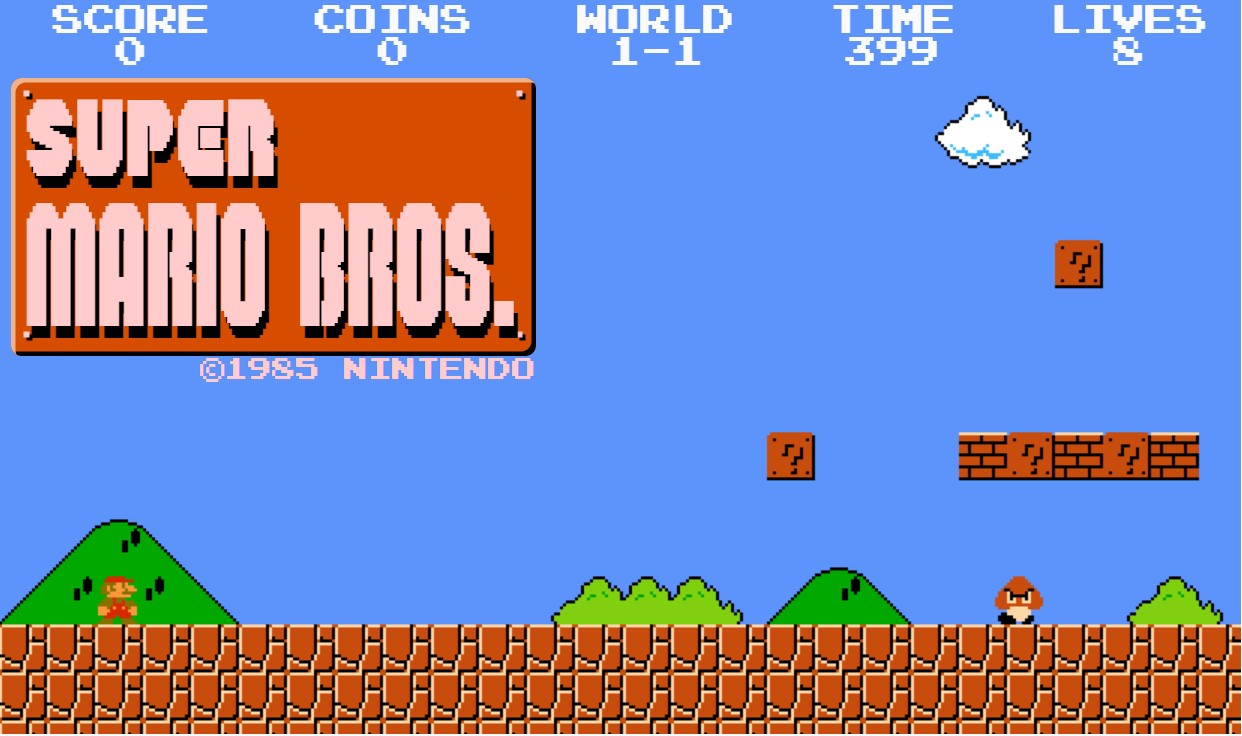 SCORE COINS WORLD TIME LIVES
0 0 1-1 399 8
SUPER
MARIO BROS.
©1985 NINTENDO
?
? ? ?